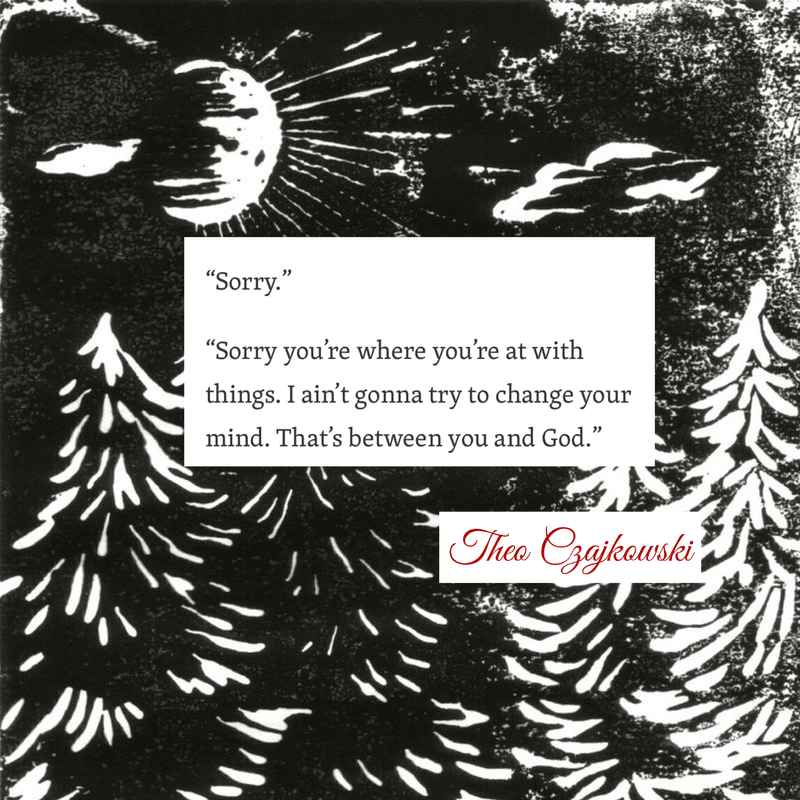 “Sorry.”
“Sorry you’re where you’re at with
things. I ain’t gonna try to change your
mind. That’s between you and God.”
Theo Czajkowski